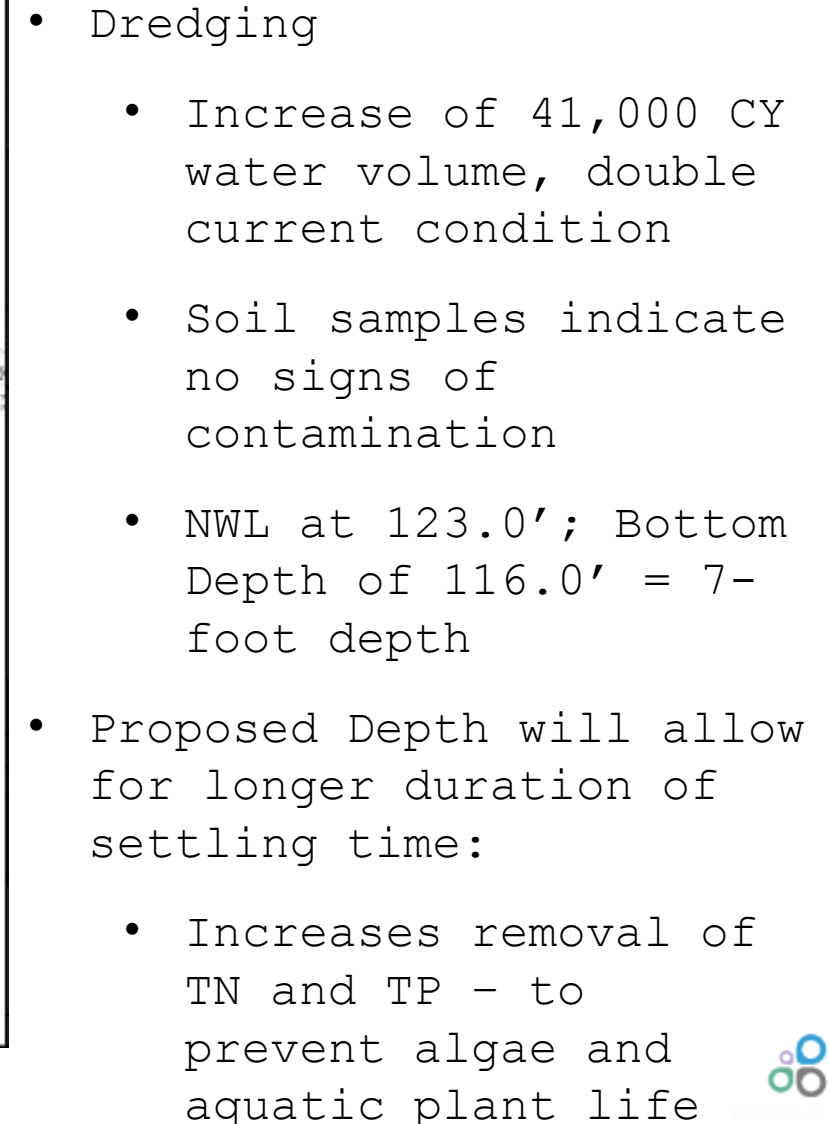 • Dredging
• Increase of 41,000 CY
water volume, double
current condition
• Soil samples indicate
no signs of
contamination
• NWL at 123.0’; Bottom
Depth of 116.0’ = 7-
foot depth
• Proposed Depth will allow
for longer duration of
settling time:
• Increases removal of
TN and TP – to
prevent algae and
aquatic plant life